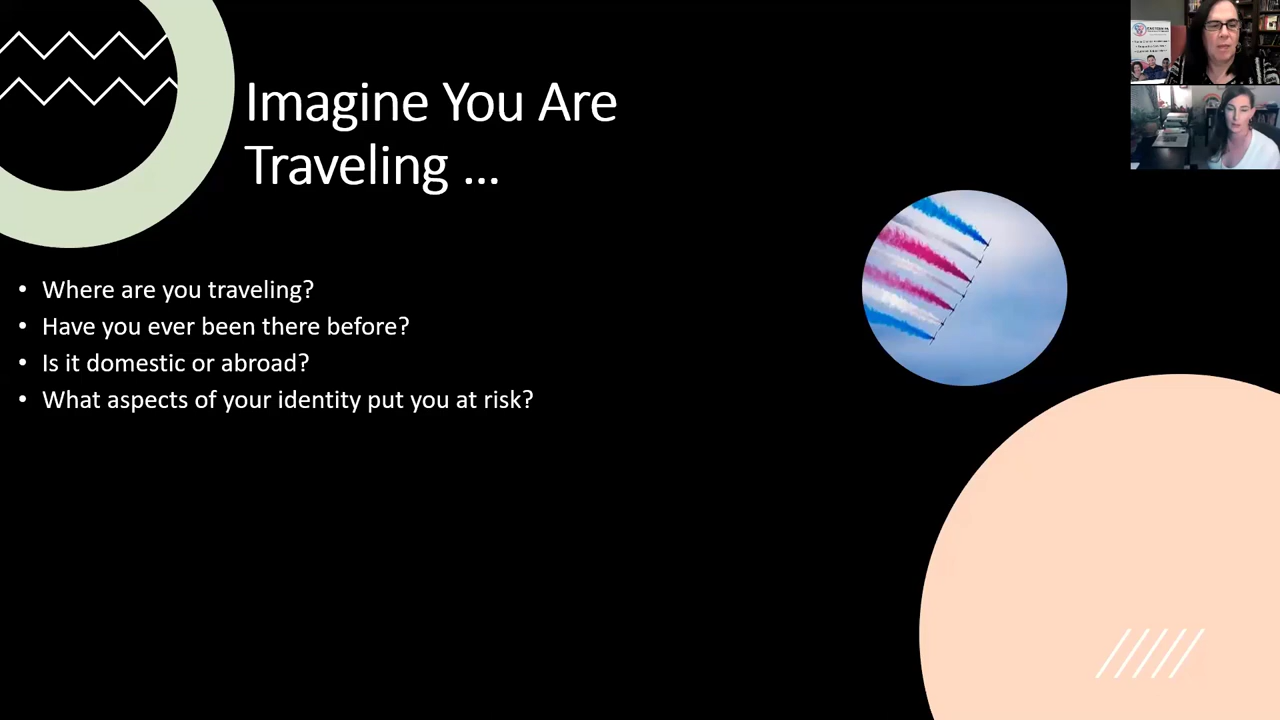 Imagine You Are
Traveling ...
• Where are you traveling?
• Have you ever been there before?
• Is it domestic or abroad?
• What aspects of your identity put you at risk?